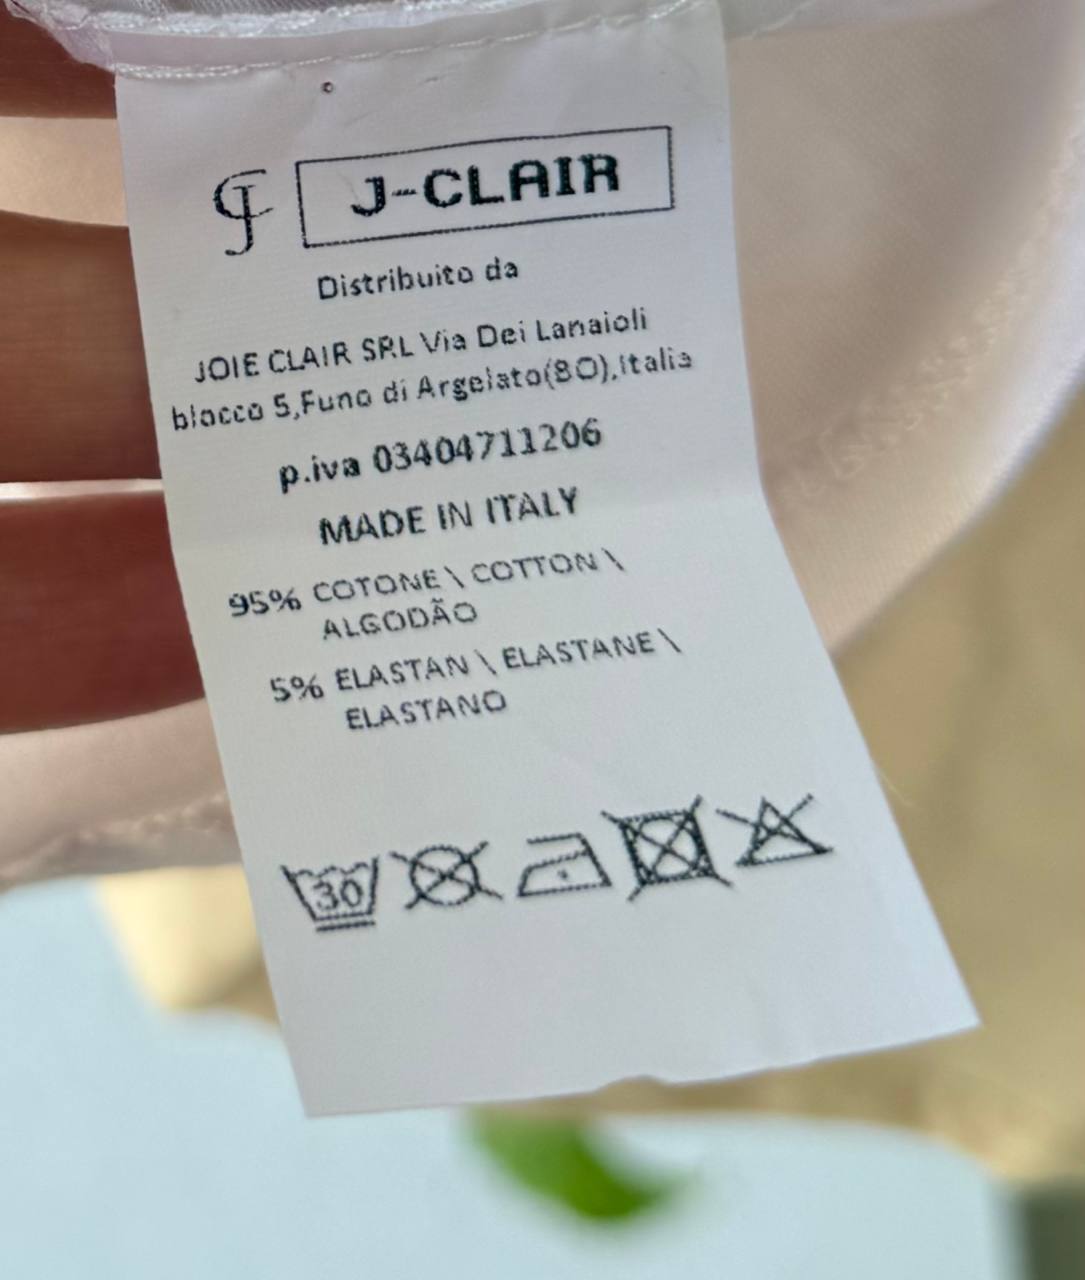 J-CLAIR
Distribuito da
JOIE CLAIR SRL Via Dei Lanaioli
blocco 5,Funo di Argelato(BO),Italia
p.iva 03404711206
MADE IN ITALY
95% COTONE \ COTTON \
ALGODÃO
5% ELASTAN \ ELASTANE \
ELASTANO
30